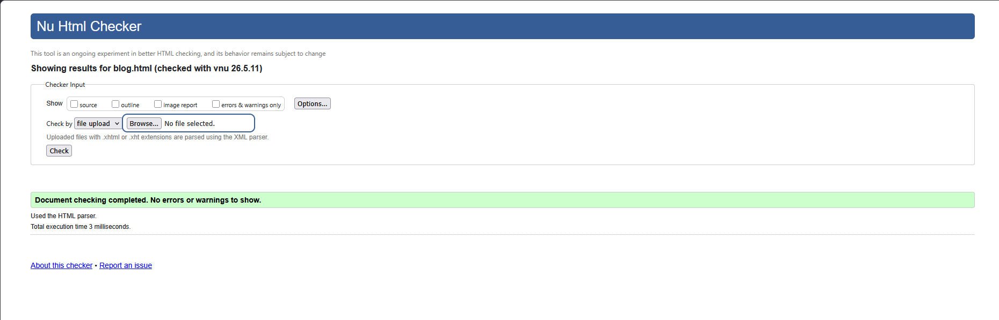 Nu Html Checker
This tool is an ongoing experiment in better HTML checking, and its behavior remains subject to change
Showing results for blog.html (checked with vnu 26.5.11)
Checker Input
Show source outline image report errors & warnings only Options...
Check by file upload Browse... No file selected.
Uploaded files with .xhtml or .xht extensions are parsed using the XML parser.
Check
Document checking completed. No errors or warnings to show.
Used the HTML parser.
Total execution time 3 milliseconds.
About this checker • Report an issue